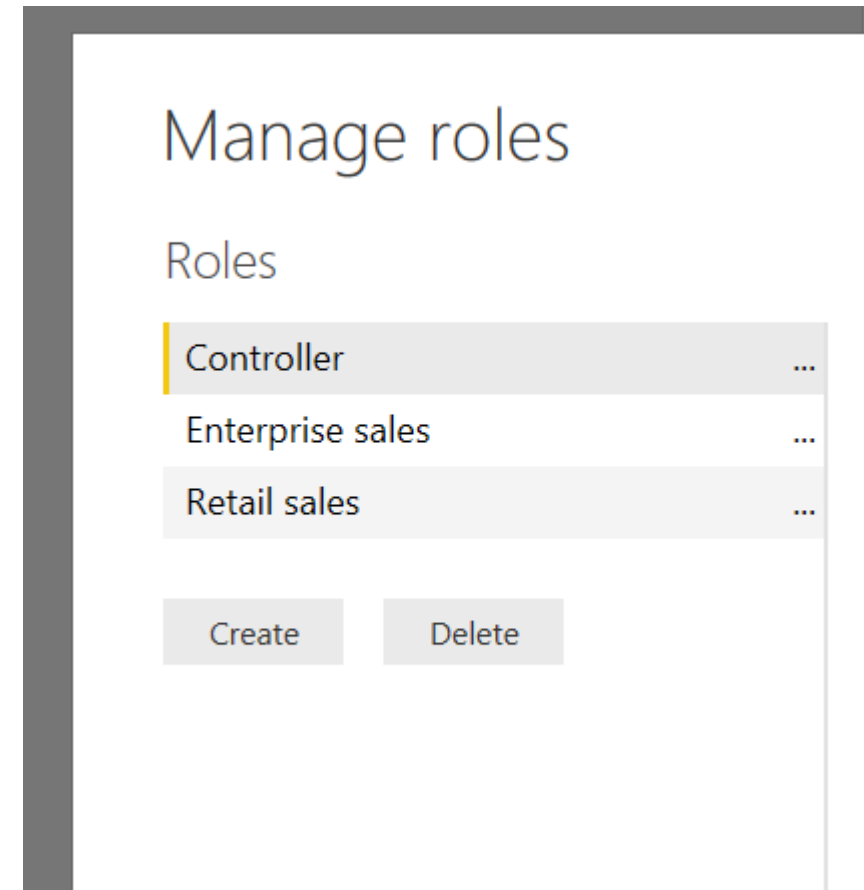 Manage roles
Roles
Controller ...
Enterprise sales ...
Retail sales ...
Create Delete